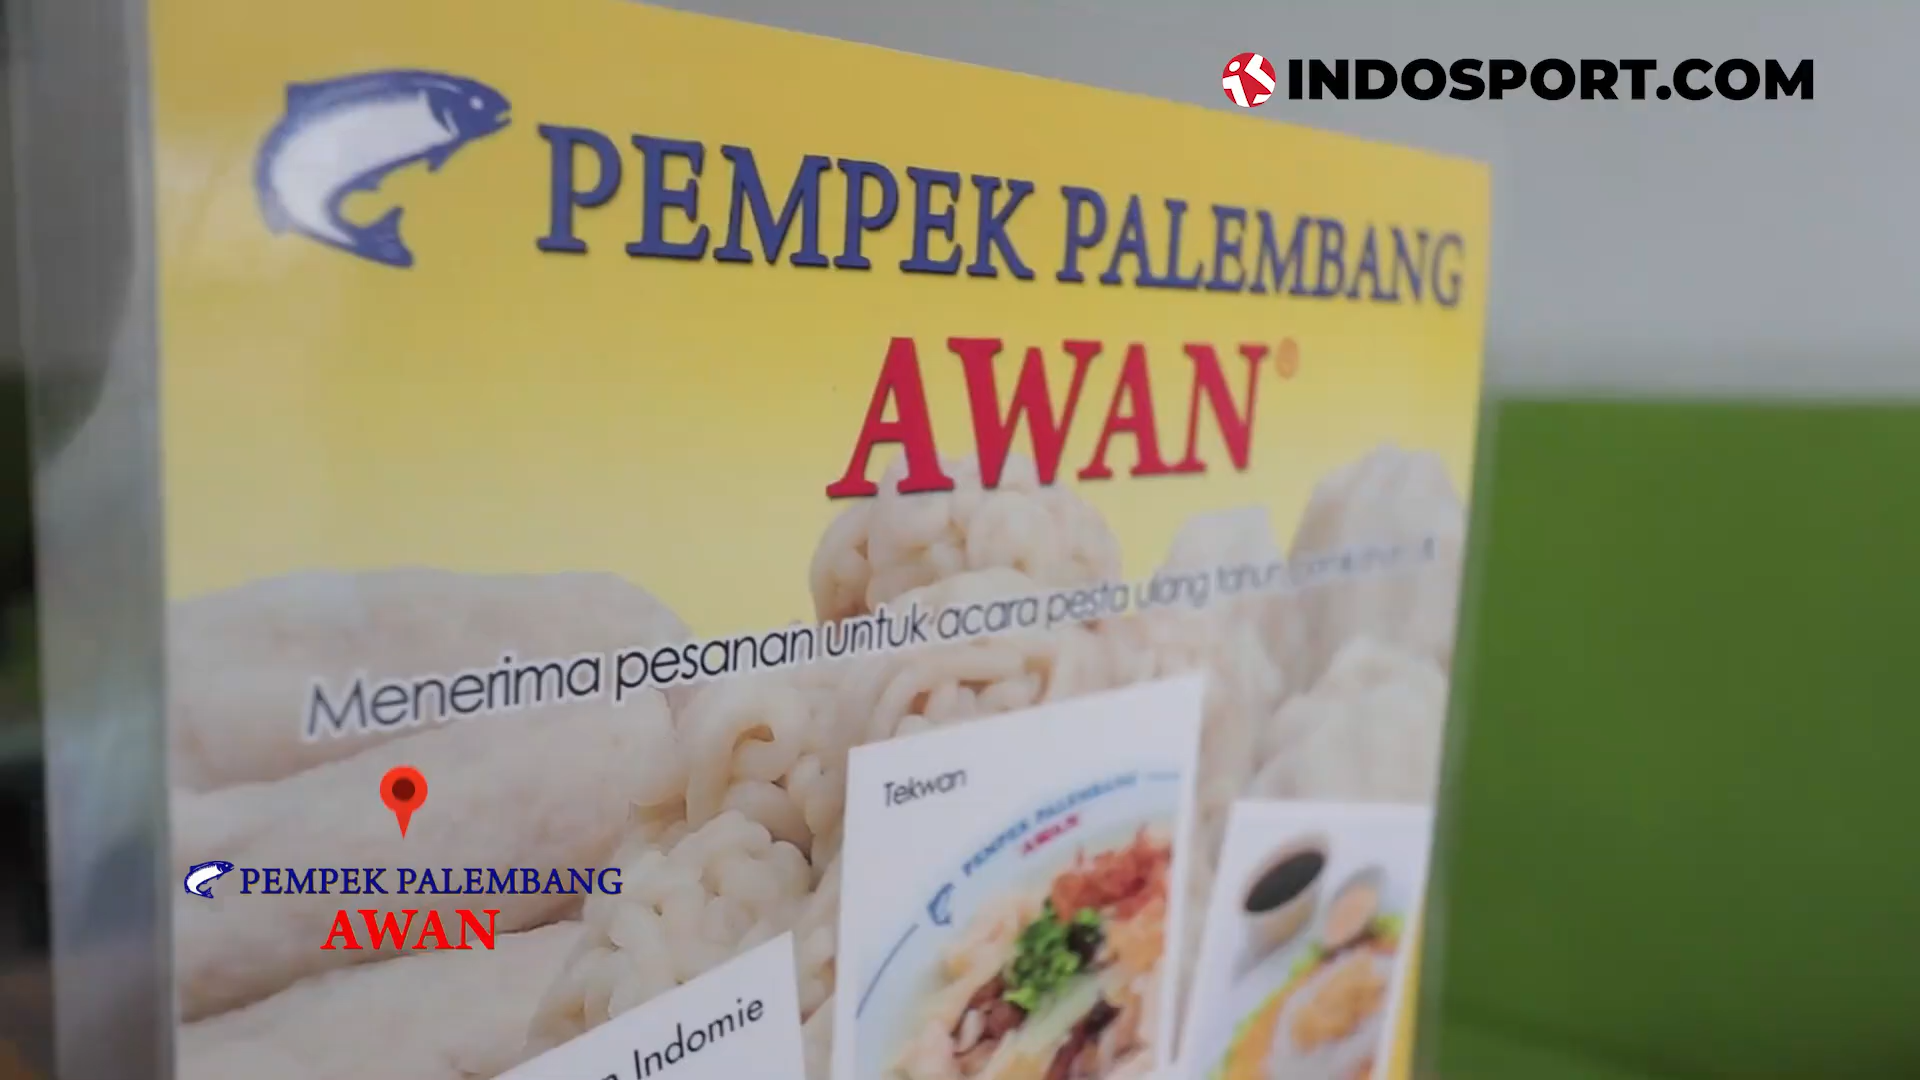 INDOSPORT.COM
PEMPEK PALEMBANG
AWAN
Menerima pesanan untuk acara pesta ulang tahun
Tekwan
PEMPEK PALEMBANG
AWAN
PEMPEK PALEMBANG
AWAN
Indomie